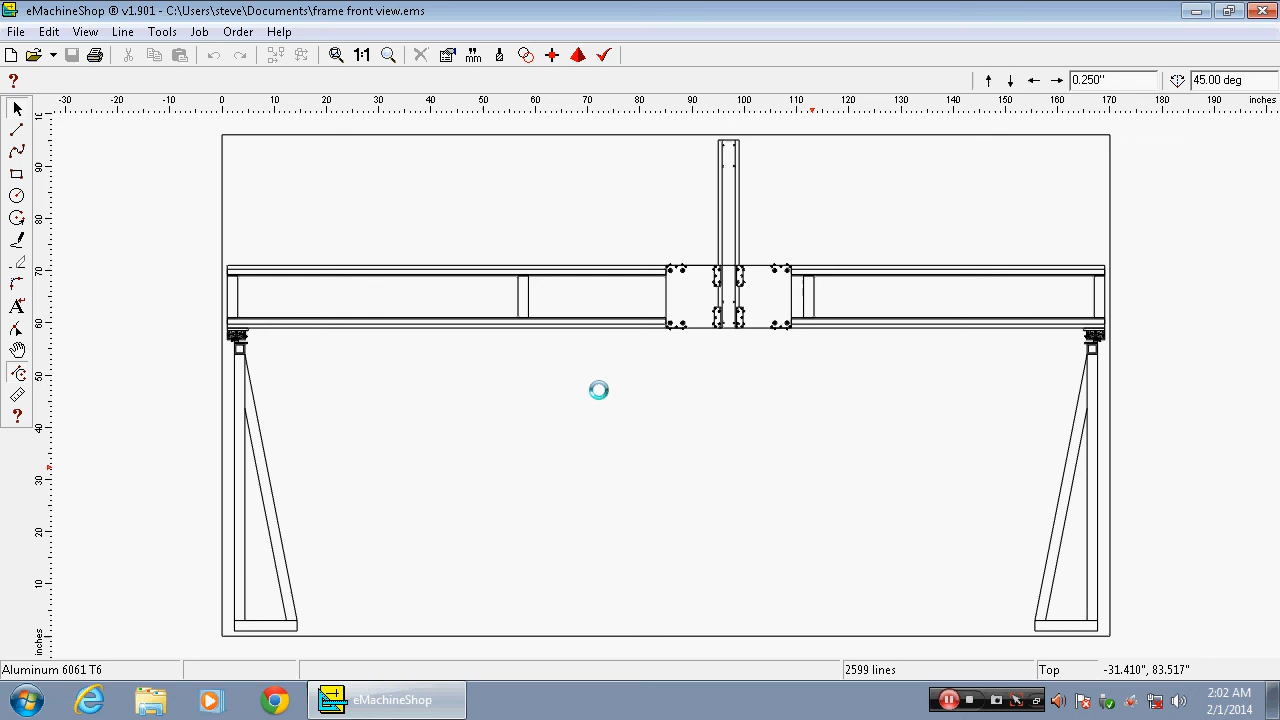 eMachineShop ® v1.901 - C:\Users\steve\Documents\frame front view.ems
File Edit View Line Tools Job Order Help
1:1 " mm
? 0.250" 45.00 deg
-30 -20 -10 0 10 20 30 40 50 60 70 80 90 100 110 120 130 140 150 160 170 180 190 inches
90
80
70
60
50
40
30
20
10
inches
A
?
Aluminum 6061 T6 2599 lines Top -31.410", 83.517"
eMachineShop
2:02 AM
2/1/2014